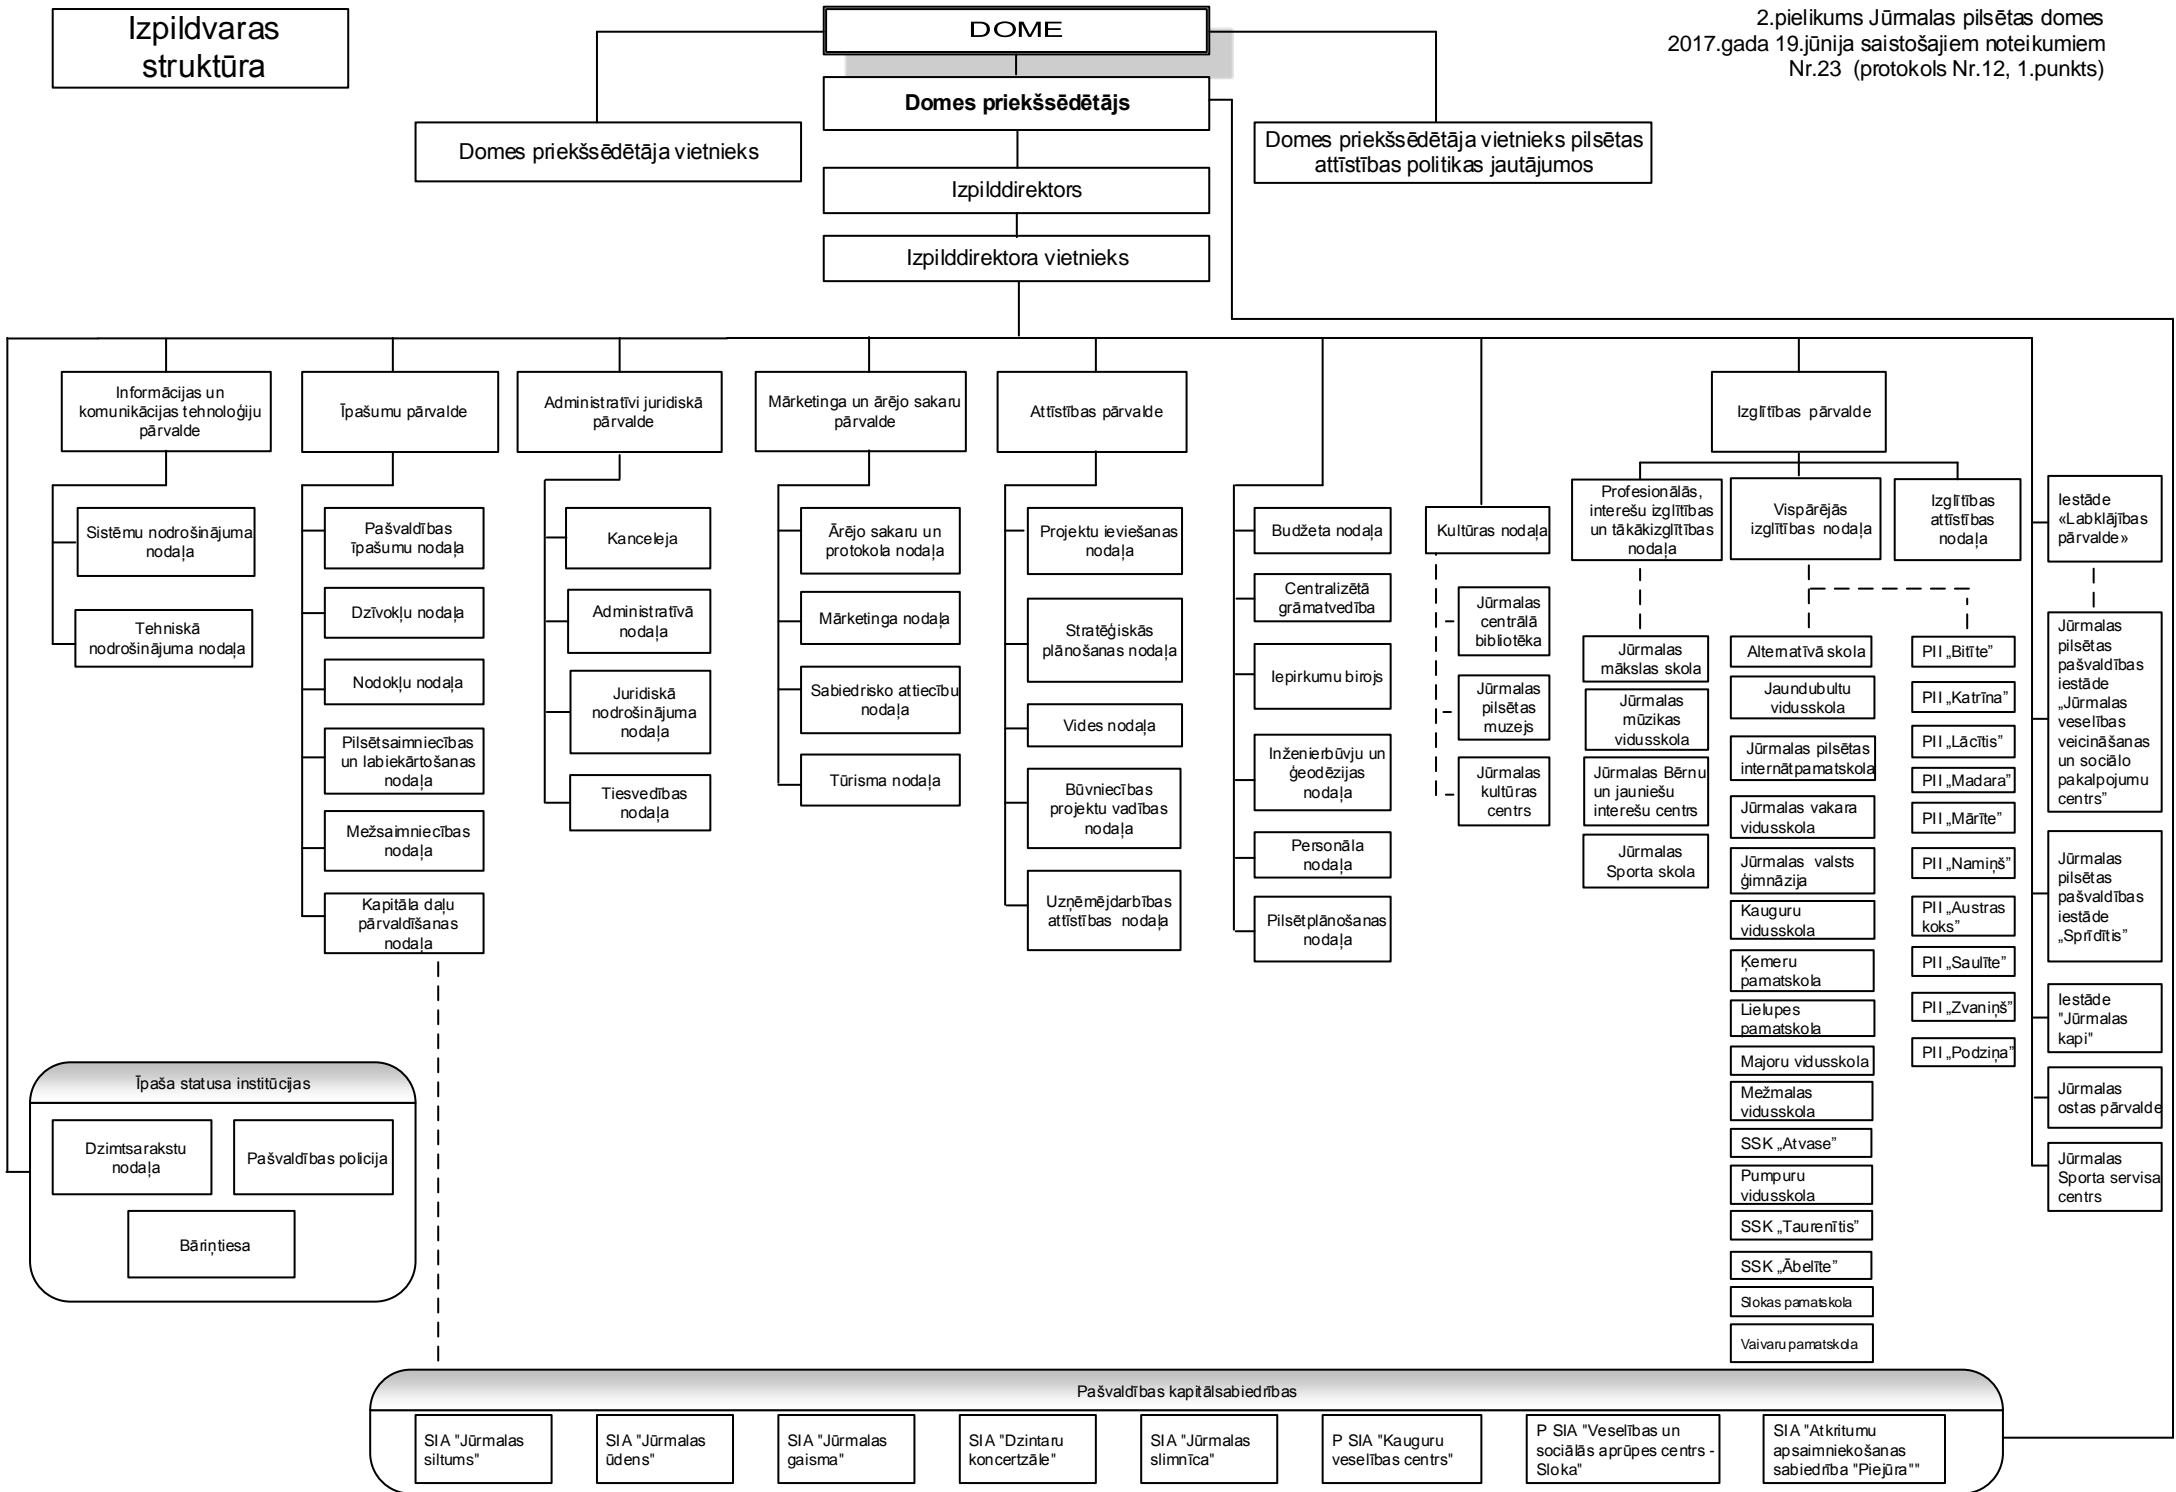 Izpildvaras
struktūra
DOME
2.pielikums Jūrmalas pilsētas domes
2017.gada 19.jūnija saistošajiem noteikumiem
Nr.23 (protokols Nr.12, 1.punkts)
Domes priekšsēdētājs
Domes priekšsēdētāja vietnieks
Domes priekšsēdētāja vietnieks pilsētas
attīstības politikas jautājumos
Izpilddirektors
Izpilddirektora vietnieks
Informācijas un
komunikācijas tehnoloģiju
pārvalde
Sistēmu nodrošinājuma
nodaļa
Tehniskā
nodrošinājuma nodaļa
Īpašumu pārvalde
Pašvaldības
īpašumu nodaļa
Dzīvokļu nodaļa
Nodokļu nodaļa
Pilsētsaimniecības
un labiekārtošanas
nodaļa
Mežsaimniecības
nodaļa
Kapitāla daļu
pārvaldīšanas
nodaļa
Administratīvi juridiskā
pārvalde
Kanceleja
Administratīvā
nodaļa
Juridiskā
nodrošinājuma
nodaļa
Tiesvedības
nodaļa
Mārketinga un ārējo sakaru
pārvalde
Ārējo sakaru un
protokola nodaļa
Mārketinga nodaļa
Sabiedrisko attiecību
nodaļa
Tūrisma nodaļa
Attīstības pārvalde
Projektu ieviešanas
nodaļa
Stratēģiskās
plānošanas nodaļa
Vides nodaļa
Būvniecības
projektu vadības
nodaļa
Uzņēmējdarbības
attīstības nodaļa
Budžeta nodaļa
Centralizētā
grāmatvedība
Iepirkumu birojs
Inženierbūvju un
ģeodēzijas
nodaļa
Personāla
nodaļa
Pilsētplānošanas
nodaļa
Kultūras nodaļa
Jūrmalas
centrālā
bibliotēka
Jūrmalas
pilsētas
muzejs
Jūrmalas
kultūras
centrs
Izglītības pārvalde
Profesionālās,
interešu izglītības
un tākākizglītības
nodaļa
Jūrmalas
mākslas skola
Jūrmalas
mūzikas
vidusskola
Jūrmalas Bērnu
un jauniešu
interešu centrs
Jūrmalas
Sporta skola
Vispārējās
izglītības nodaļa
Alternatīvā skola
Jaundubultu
vidusskola
Jūrmalas pilsētas
internātpamatskola
Jūrmalas vakara
vidusskola
Jūrmalas valsts
ģimnāzija
Kauguru
vidusskola
Ķemeru
pamatskola
Lielupes
pamatskola
Majoru vidusskola
Mežmalas
vidusskola
SSK „Atvase”
Pumpuru
vidusskola
SSK „Taurenītis”
SSK „Ābelīte”
Slokas pamatskola
Vaivaru pamatskola
PII „Bitīte”
PII „Katrīna”
PII „Lācītis”
PII „Madara”
PII „Mārīte”
PII „Namiņš”
PII „Austras
koks”
PII „Saulīte”
PII „Zvaniņš”
PII „Podziņa”
Izglītības
attīstības
nodaļa
Iestāde
«Labklājības
pārvalde»
Jūrmalas
pilsētas
pašvaldības
iestāde
„Jūrmalas
veselības
veicināšanas
un sociālo
pakalpojumu
centrs”
Jūrmalas
pilsētas
pašvaldības
iestāde
„Sprīdītis”
Iestāde
"Jūrmalas
kapi"
Jūrmalas
ostas pārvalde
Jūrmalas
Sporta servisa
centrs
Īpaša statusa institūcijas
Dzimtsarakstu
nodaļa
Pašvaldības policija
Bāriņtiesa
Pašvaldības kapitālsabiedrības
SIA "Jūrmalas
siltums"
SIA "Jūrmalas
ūdens"
SIA "Jūrmalas
gaisma"
SIA "Dzintaru
koncertzāle"
SIA "Jūrmalas
slimnīca"
P SIA "Kauguru
veselības centrs"
P SIA "Veselības un
sociālās aprūpes centrs -
Sloka"
SIA "Atkritumu
apsaimniekošanas
sabiedrība "Piejūra""